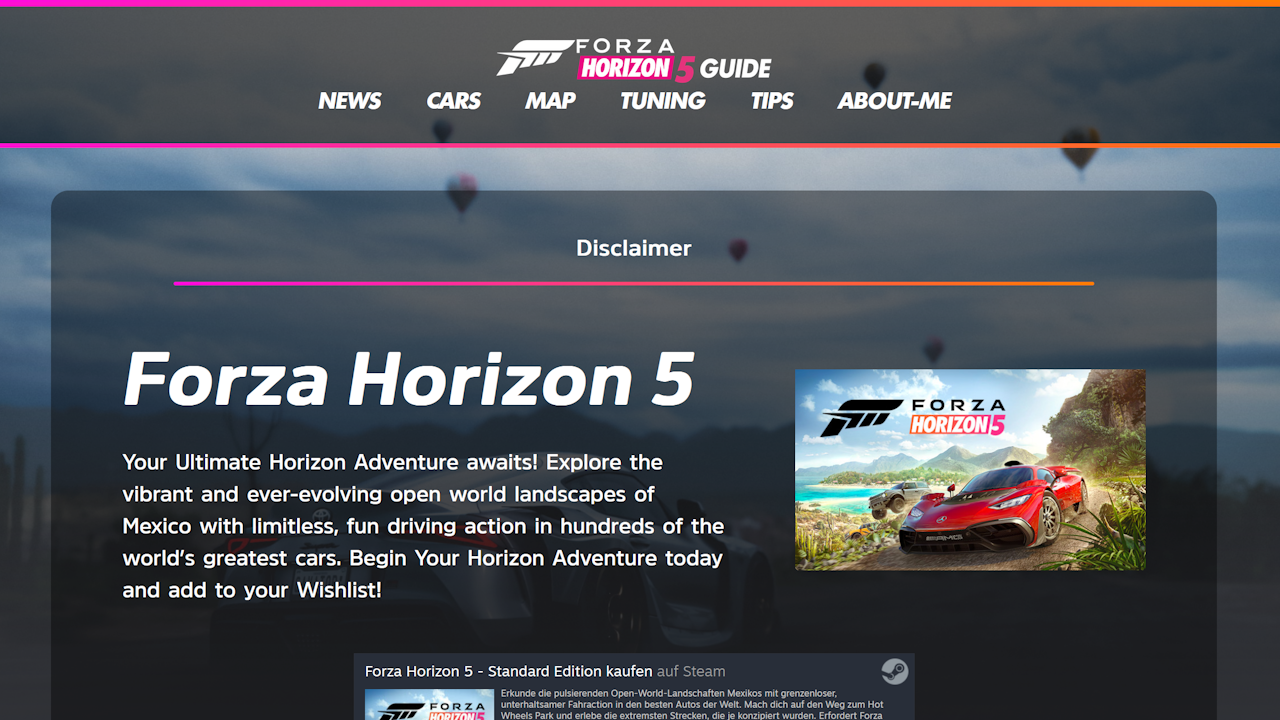 FORZA
HORIZON 5 GUIDE
NEWS CARS MAP TUNING TIPS ABOUT-ME
Disclaimer
Forza Horizon 5
Your Ultimate Horizon Adventure awaits! Explore the
vibrant and ever-evolving open world landscapes of
Mexico with limitless, fun driving action in hundreds of the
world’s greatest cars. Begin Your Horizon Adventure today
and add to your Wishlist!
FORZA
HORIZON 5
Forza Horizon 5 - Standard Edition kaufen auf Steam
Erkunde die pulsierenden Open-World-Landschaften Mexikos mit grenzenloser,
unterhaltsamer Fahraction in den besten Autos der Welt. Mach dich auf den Weg zum Hot
Wheels Park und erlebe die extremsten Strecken, die je konzipiert wurden. Erfordert Forza
FORZA
HORIZON 5